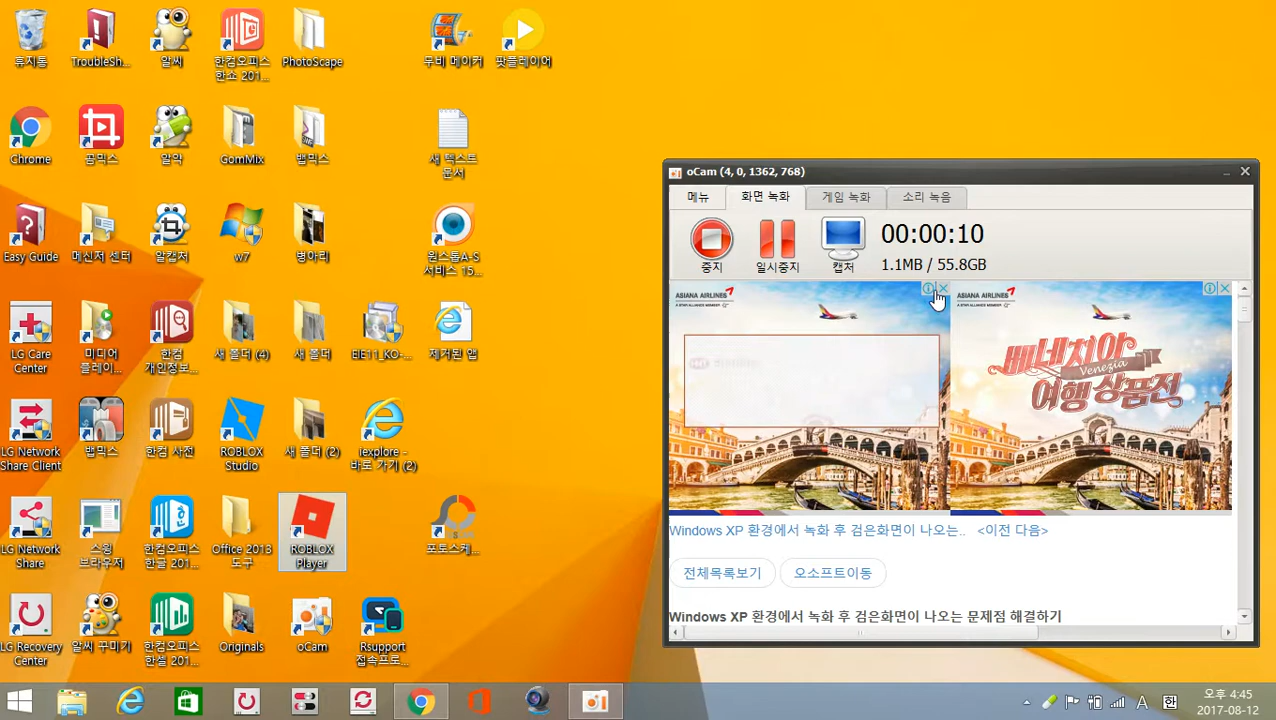 휴지통
TroubleSh...
알씨
한컴오피스
한쇼 201...
PhotoScape
무비 메이커
팟플레이어
Chrome
곰믹스
알약
GomMix
뱁믹스
새 텍스트
문서
Easy Guide
메신저 센터
알캡처
w7
병아리
원스톱A-S
서비스 15...
LG Care
Center
미디어
플레이...
한컴
개인정보...
새 폴더 (4)
새 폴더
EIE11_KO-...
제거된 앱
LG Network
Share Client
뱁믹스
한컴 사전
ROBLOX
Studio
새 폴더 (2)
iexplore -
바로 가기 (2)
LG Network
Share
스윙
브라우저
한컴오피스
한글 201...
Office 2013
도구
ROBLOX
Player
포토스케...
LG Recovery
Center
알씨 꾸미기
한컴오피스
한셀 201...
Originals
oCam
Rsupport
접속프로...
oCam (4, 0, 1362, 768)
메뉴
화면 녹화
게임 녹화
소리 녹음
중지
일시중지
캡처
00:00:10
1.1MB / 55.8GB
ASIANA AIRLINES
A STAR ALLIANCE MEMBER
ASIANA AIRLINES
A STAR ALLIANCE MEMBER
베네치아
Venezia
여행 상품전
Windows XP 환경에서 녹화 후 검은화면이 나오는.. <이전 다음>
전체목록보기
오소프트이동
Windows XP 환경에서 녹화 후 검은화면이 나오는 문제점 해결하기
A
한
오후 4:45
2017-08-12